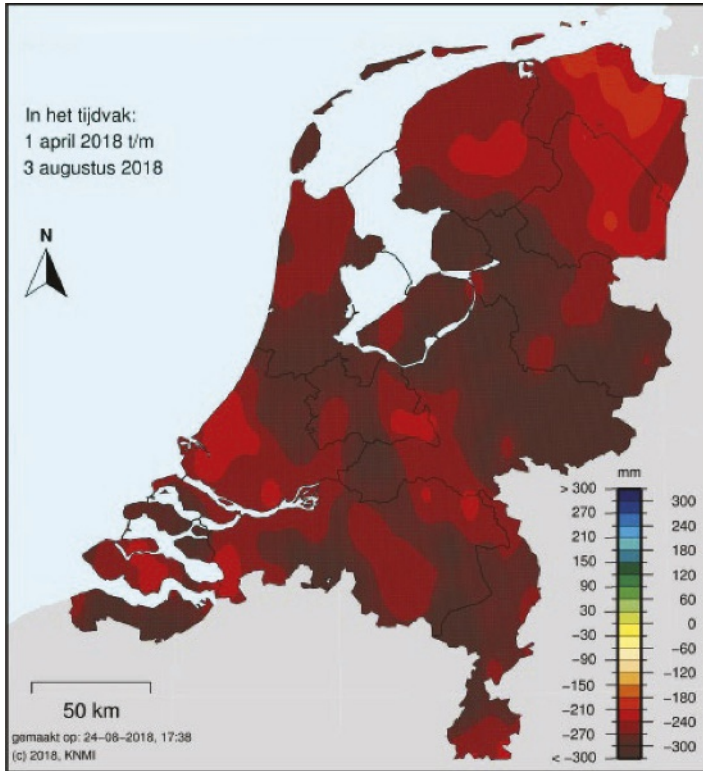 In het tijdvak:
1 april 2018 t/m
3 augustus 2018
N
mm
> 300
300
270
240
210
180
150
120
90
60
30
0
−30
−60
−90
−120
−150
−180
−210
−240
−270
−300
< −300
50 km
gemaakt op: 24−08−2018, 17:38
(c) 2018, KNMI